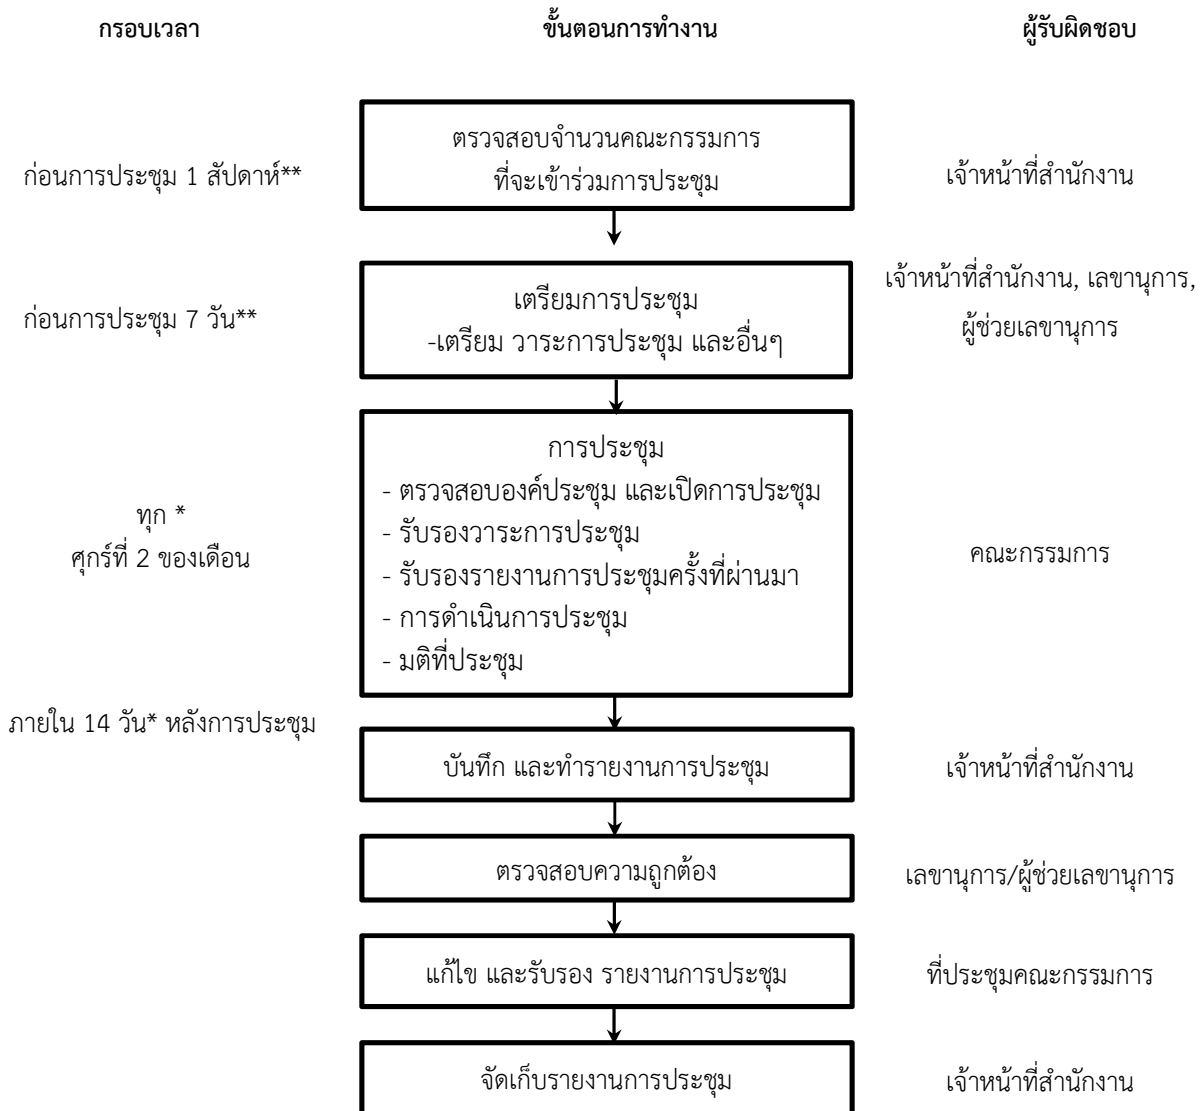 กรอบเวลา
ขั้นตอนการทำงาน
ผู้รับผิดชอบ
ก่อนการประชุม 1 สัปดาห์**
ตรวจสอบจำนวนคณะกรรมการ
ที่จะเข้าร่วมการประชุม
เจ้าหน้าที่สำนักงาน
ก่อนการประชุม 7 วัน**
เตรียมการประชุม
-เตรียม วาระการประชุม และอื่นๆ
เจ้าหน้าที่สำนักงาน, เลขานุการ,
ผู้ช่วยเลขานุการ
ทุก *
ศุกร์ที่ 2 ของเดือน
การประชุม
- ตรวจสอบองค์ประชุม และเปิดการประชุม
- รับรองวาระการประชุม
- รับรองรายงานการประชุมครั้งที่ผ่านมา
- การดำเนินการประชุม
- มติที่ประชุม
คณะกรรมการ
ภายใน 14 วัน* หลังการประชุม
บันทึก และทำรายงานการประชุม
เจ้าหน้าที่สำนักงาน
ตรวจสอบความถูกต้อง
เลขานุการ/ผู้ช่วยเลขานุการ
แก้ไข และรับรอง รายงานการประชุม
ที่ประชุมคณะกรรมการ
จัดเก็บรายงานการประชุม
เจ้าหน้าที่สำนักงาน